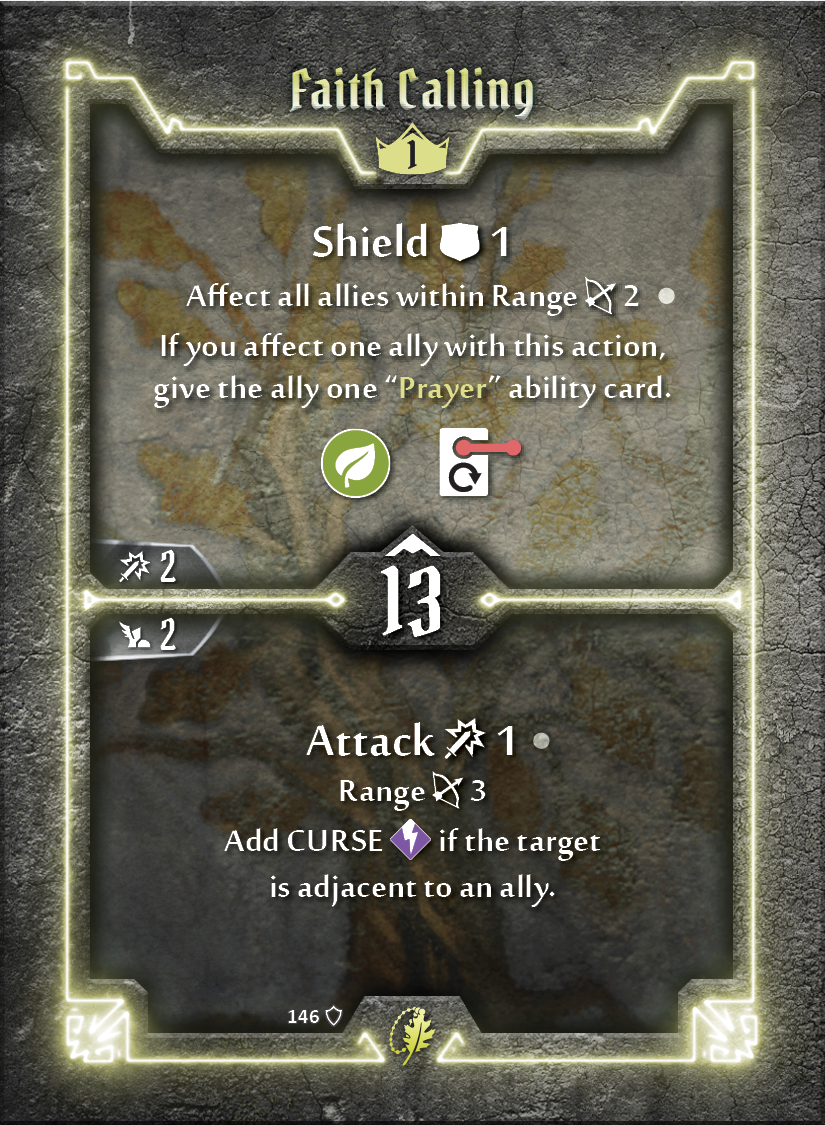 Faith Calling
1
Shield 1
Affect all allies within Range 2
If you affect one ally with this action,
give the ally one “Prayer” ability card.
2
13
2
Attack 1
Range 3
Add CURSE if the target
is adjacent to an ally.
146